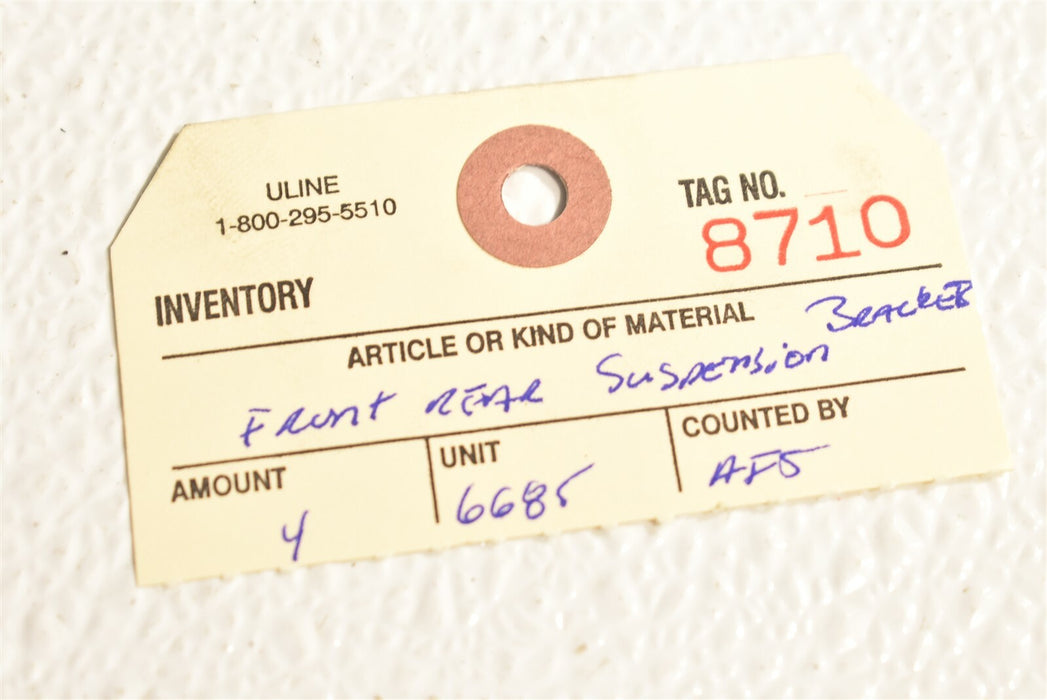 ULINE
1-800-295-5510
TAG NO.
8710
INVENTORY
ARTICLE OR KIND OF MATERIAL
Front REAR Suspension BRACKET
AMOUNT
4
UNIT
6685
COUNTED BY